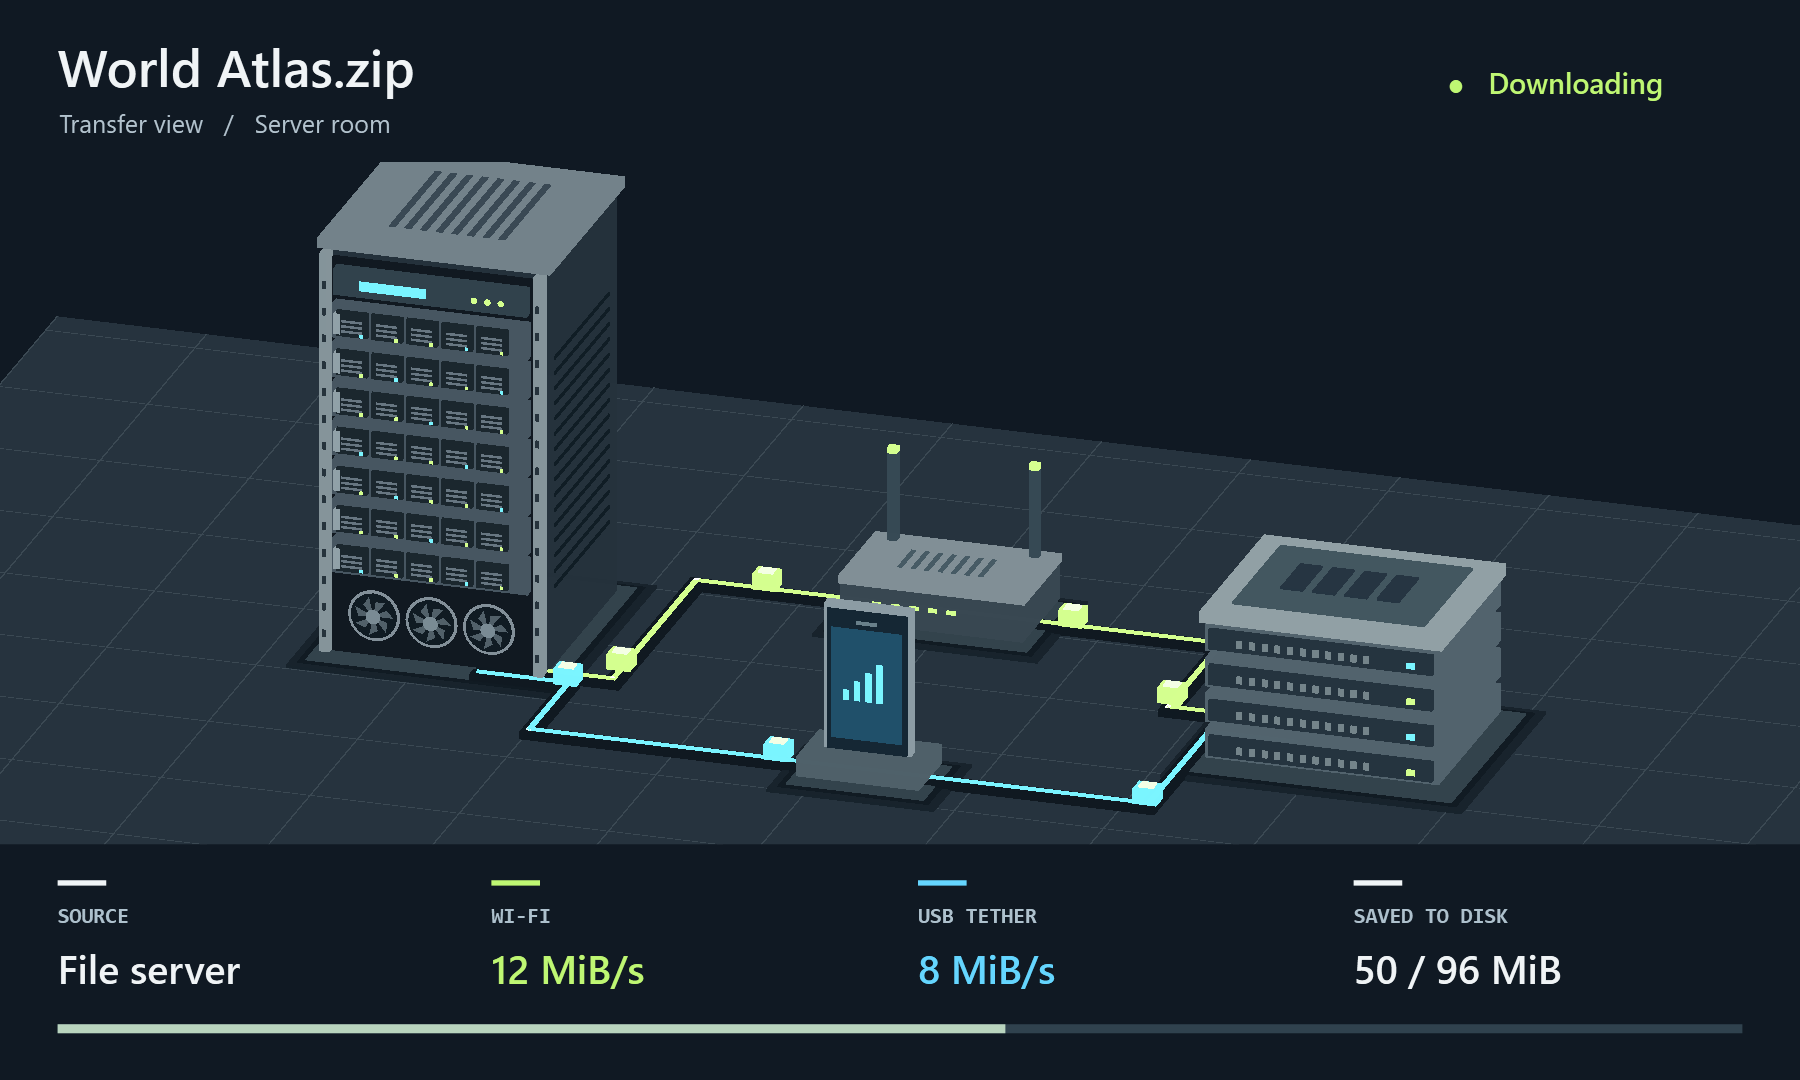 World Atlas.zip
Transfer view / Server room
Downloading
SOURCE
File server
WI-FI
12 MiB/s
USB TETHER
8 MiB/s
SAVED TO DISK
50 / 96 MiB